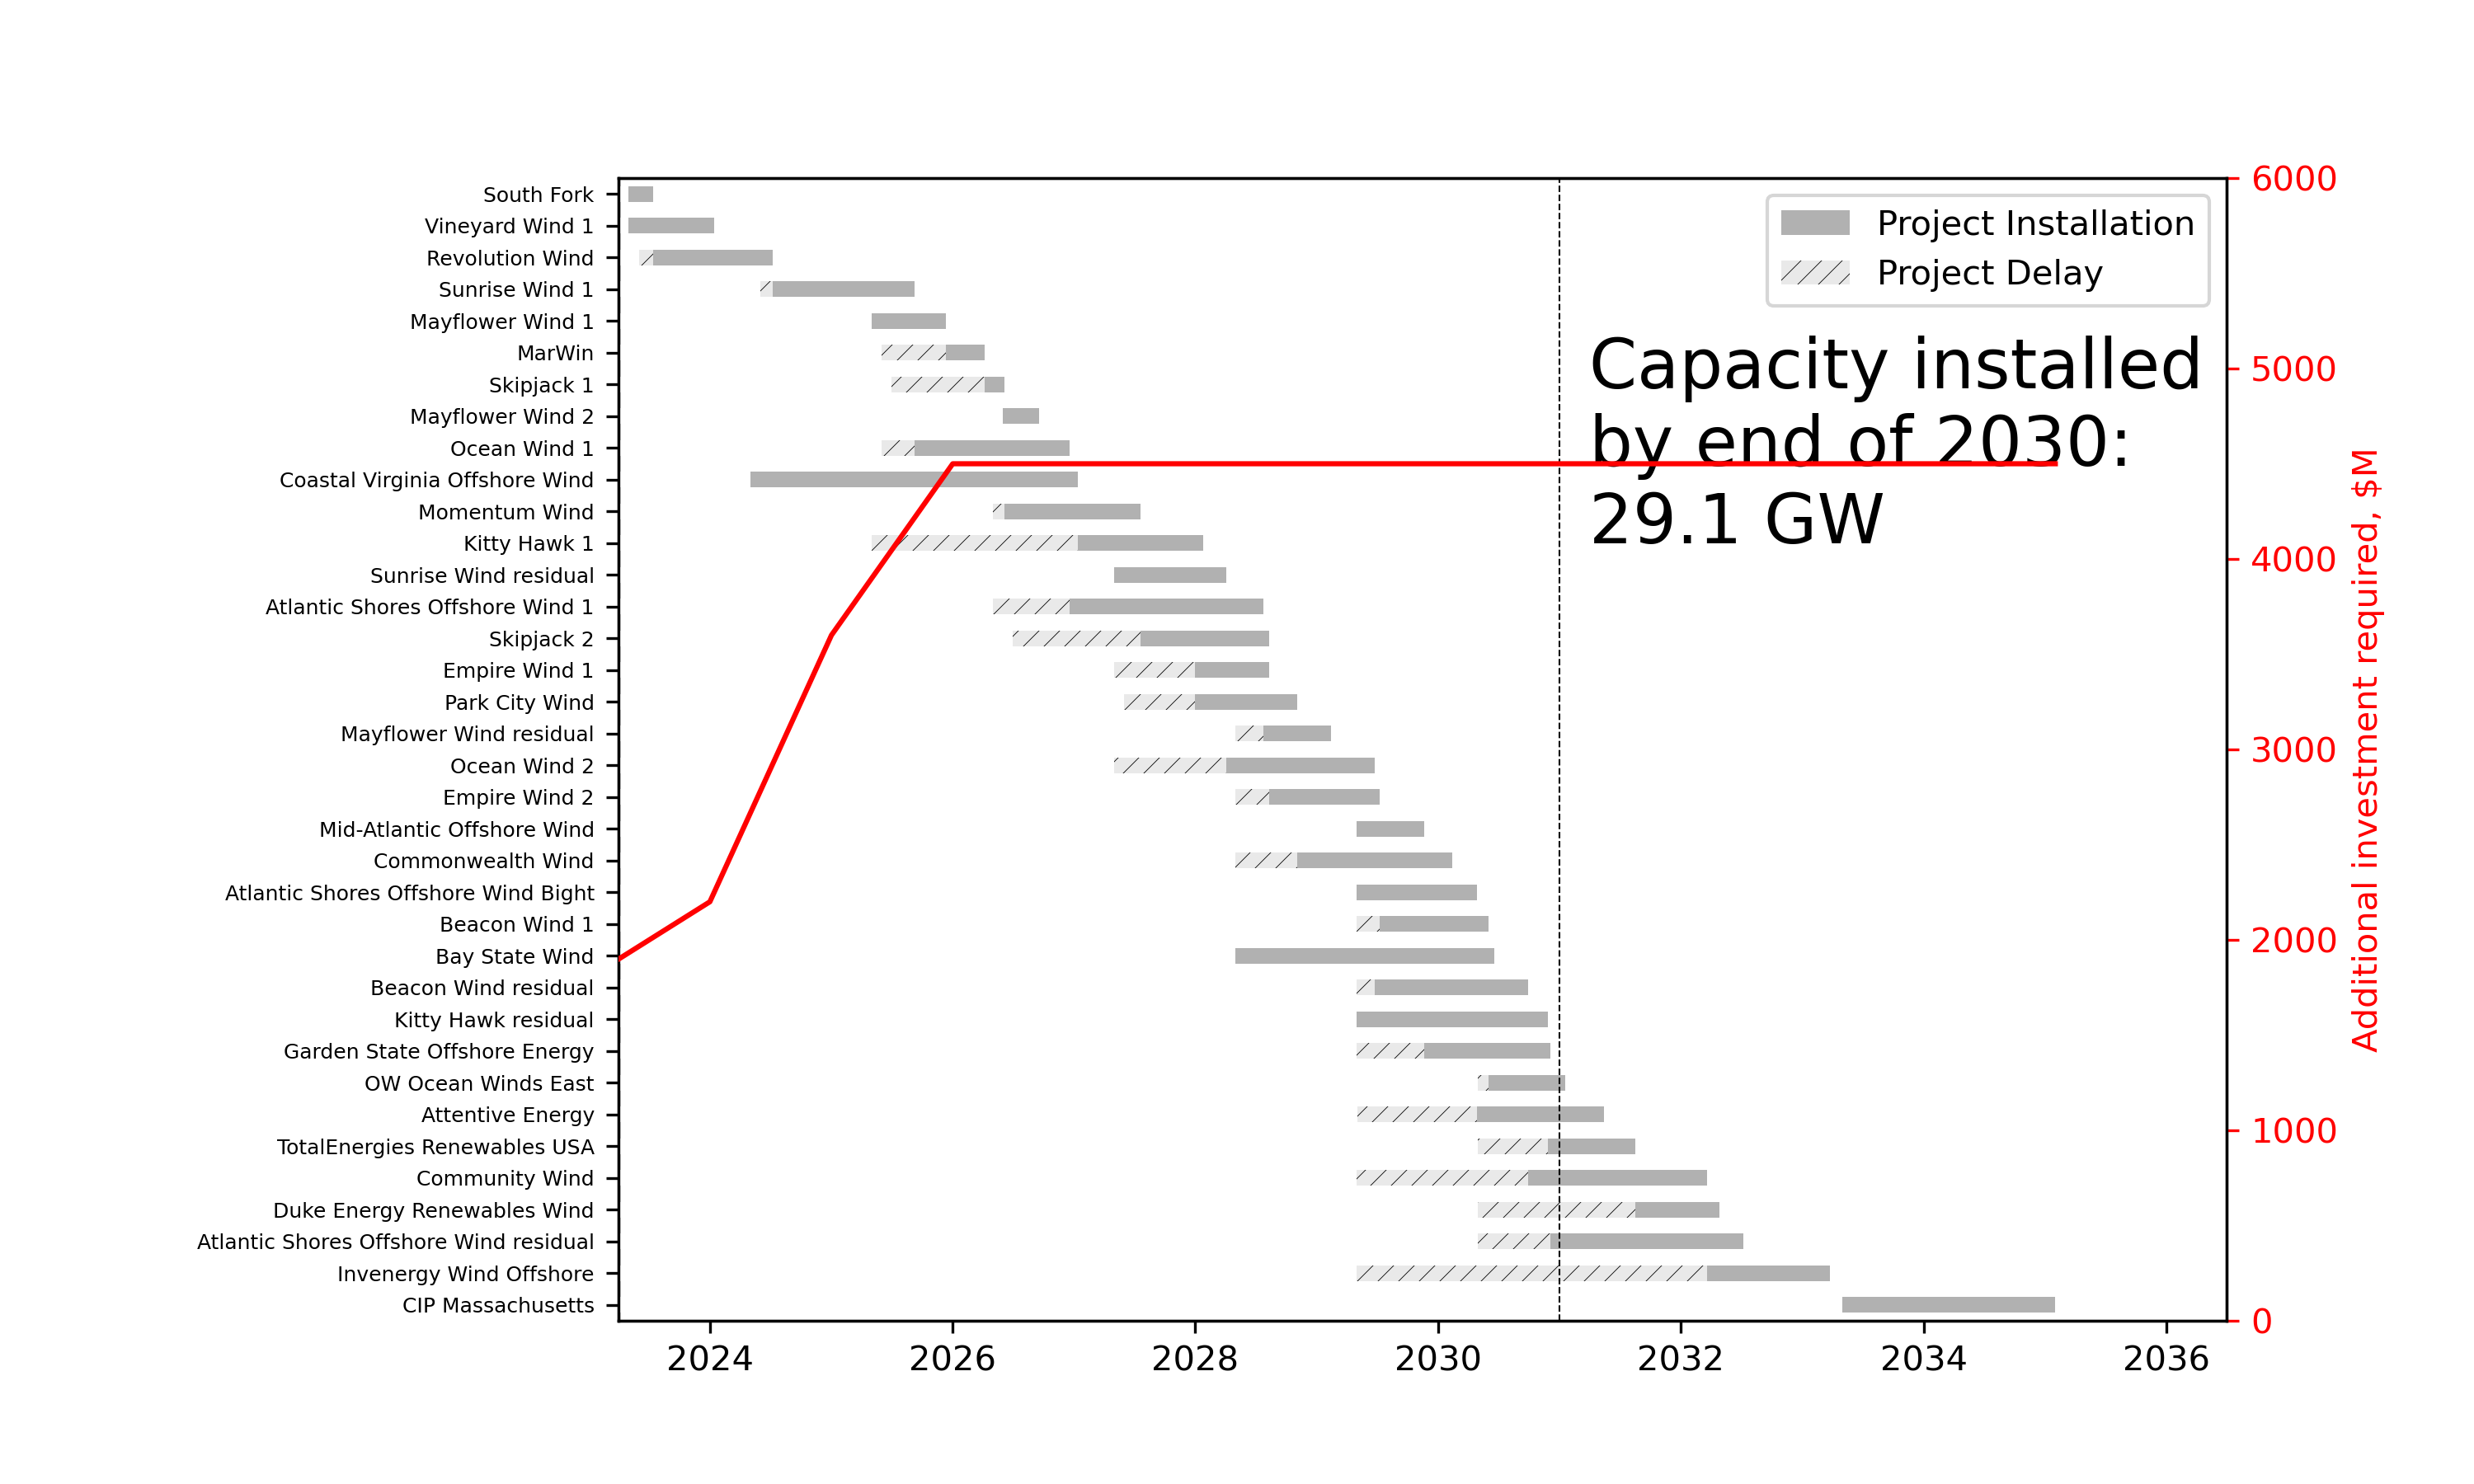 South Fork
Vineyard Wind 1
Revolution Wind
Sunrise Wind 1
Mayflower Wind 1
MarWin
Skipjack 1
Mayflower Wind 2
Ocean Wind 1
Coastal Virginia Offshore Wind
Momentum Wind
Kitty Hawk 1
Sunrise Wind residual
Atlantic Shores Offshore Wind 1
Skipjack 2
Empire Wind 1
Park City Wind
Mayflower Wind residual
Ocean Wind 2
Empire Wind 2
Mid-Atlantic Offshore Wind
Commonwealth Wind
Atlantic Shores Offshore Wind Bight
Beacon Wind 1
Bay State Wind
Beacon Wind residual
Kitty Hawk residual
Garden State Offshore Energy
OW Ocean Winds East
Attentive Energy
TotalEnergies Renewables USA
Community Wind
Duke Energy Renewables Wind
Atlantic Shores Offshore Wind residual
Invenergy Wind Offshore
CIP Massachusetts
2024 2026 2028 2030 2032 2034 2036
Project Installation
Project Delay
Capacity installed
by end of 2030:
29.1 GW
6000
5000
4000
3000
2000
1000
0
Additional investment required, $M